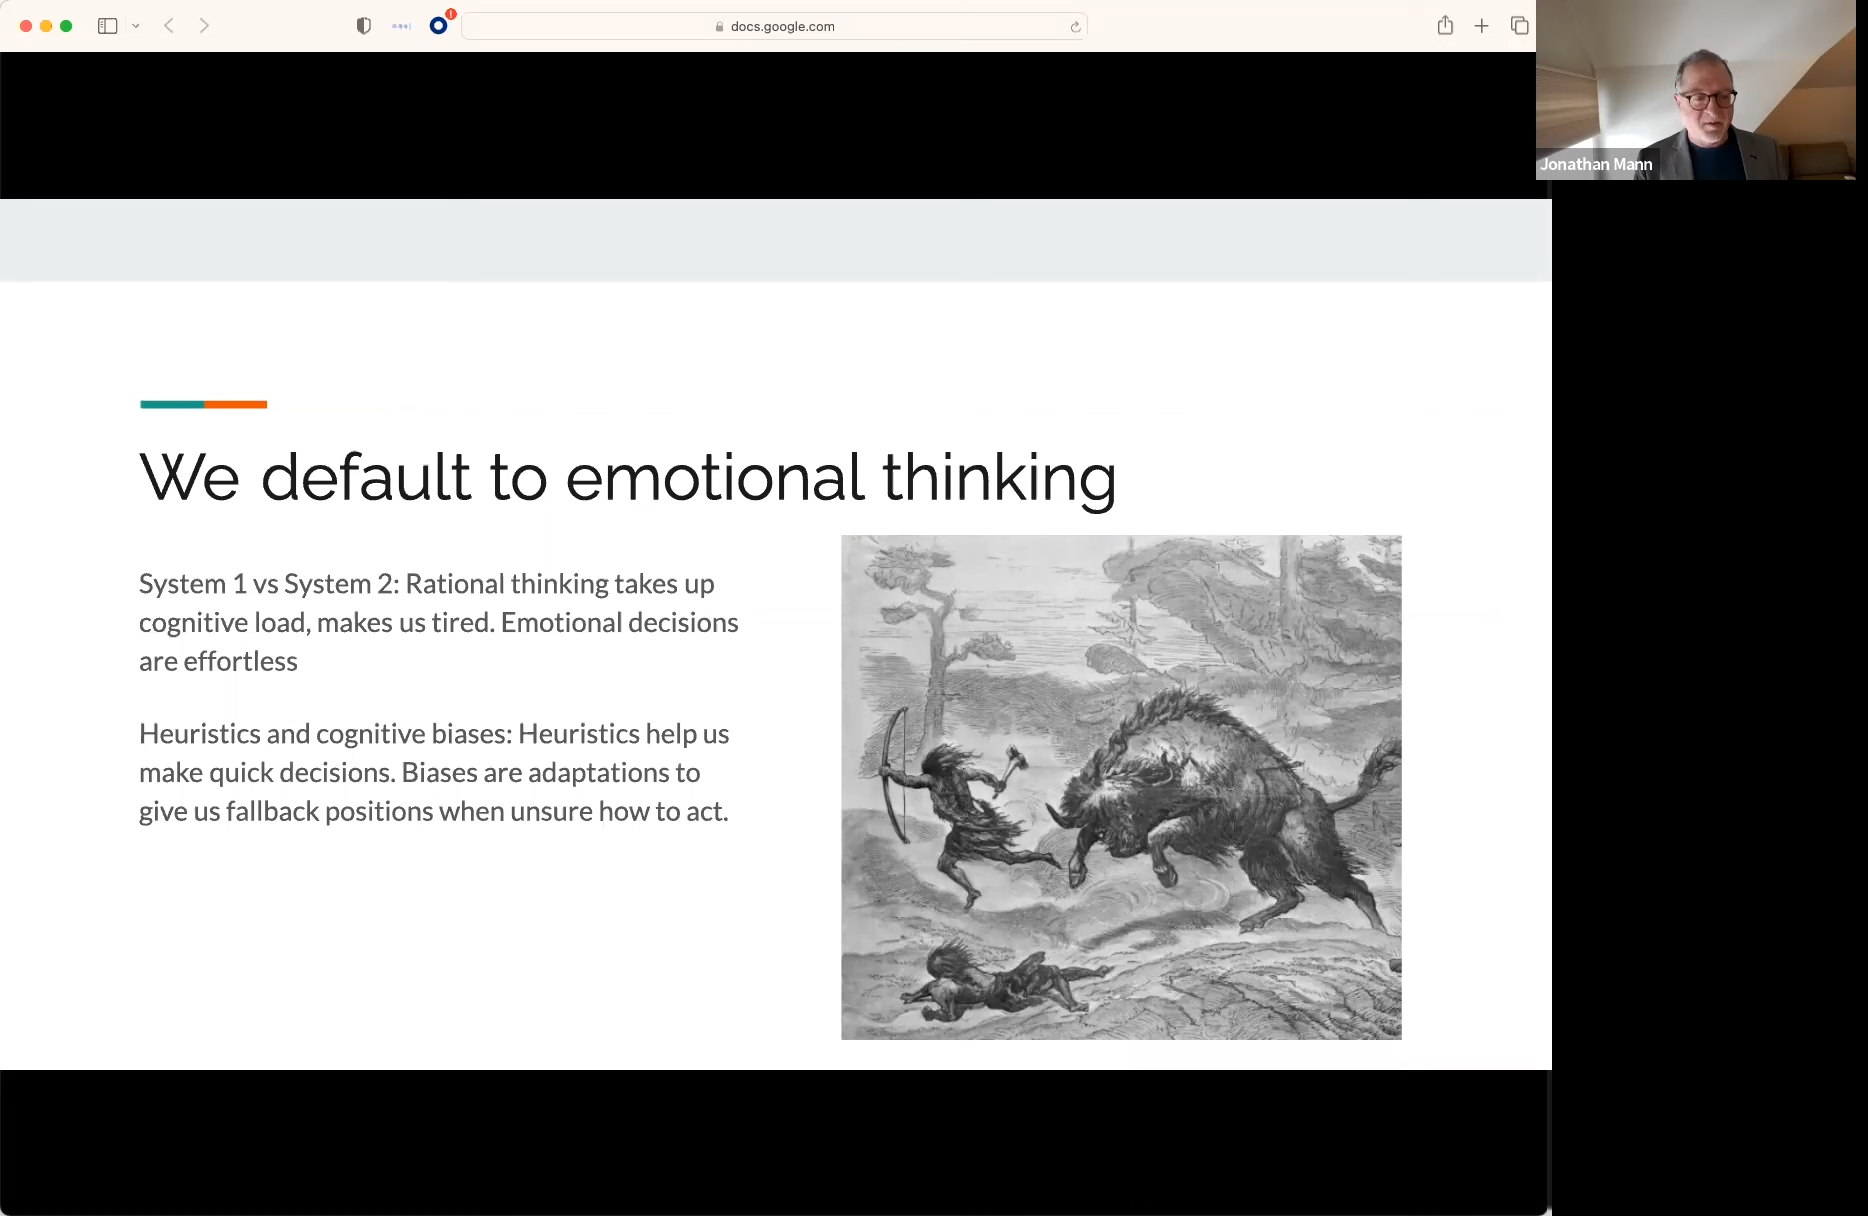 docs.google.com
Jonathan Mann
We default to emotional thinking
System 1 vs System 2: Rational thinking takes up
cognitive load, makes us tired. Emotional decisions
are effortless
Heuristics and cognitive biases: Heuristics help us
make quick decisions. Biases are adaptations to
give us fallback positions when unsure how to act.